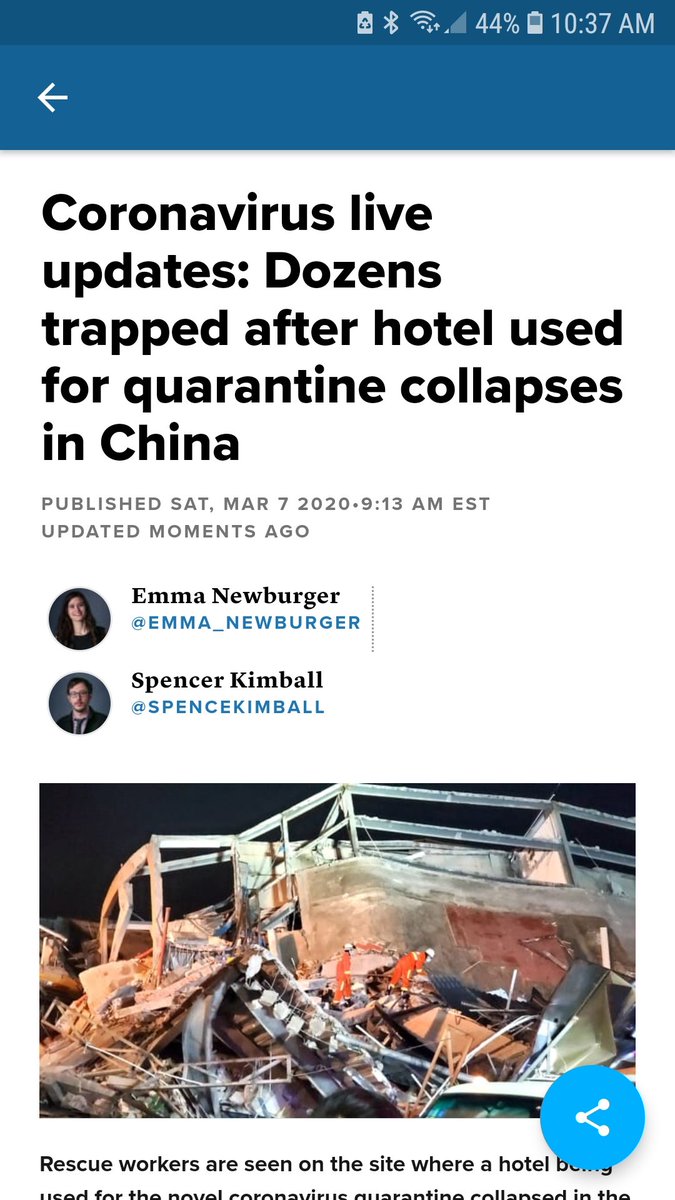 44% 10:37 AM
Coronavirus live
updates: Dozens
trapped after hotel used
for quarantine collapses
in China
PUBLISHED SAT, MAR 7 2020•9:13 AM EST
UPDATED MOMENTS AGO
Emma Newburger
@EMMA_NEWBURGER
Spencer Kimball
@SPENCEKIMBALL
Rescue workers are seen on the site where a hotel being
used for the novel coronavirus quarantine collapsed in the